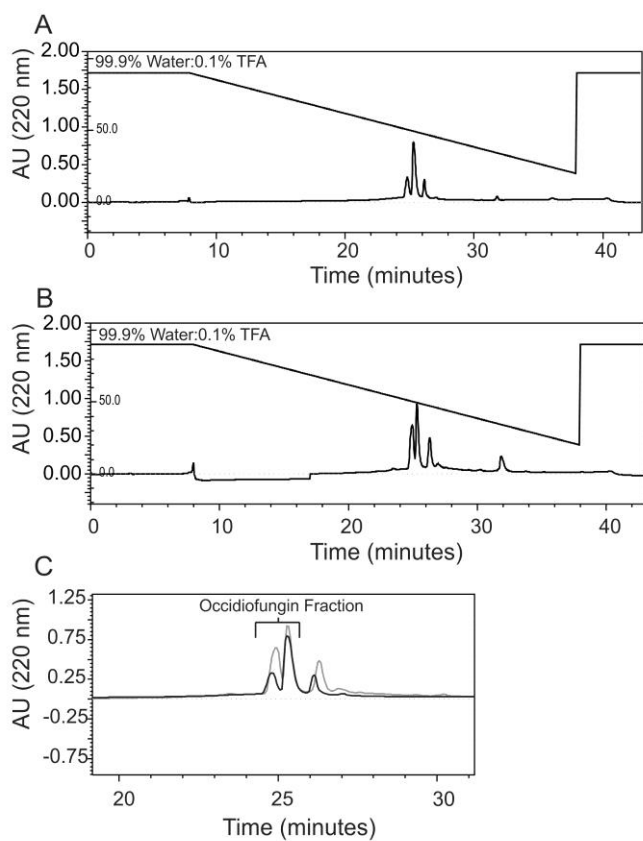 A
99.9% Water:0.1% TFA
AU (220 nm)
2.00
1.50
1.00
0.50
0.00
50.0
0.0
0 10 20 30 40
Time (minutes)
B
99.9% Water:0.1% TFA
AU (220 nm)
2.00
1.50
1.00
0.50
0.00
50.0
0.0
0 10 20 30 40
Time (minutes)
C
Occidiofungin Fraction
AU (220 nm)
1.25
0.75
0.25
-0.25
-0.75
20 25 30
Time (minutes)